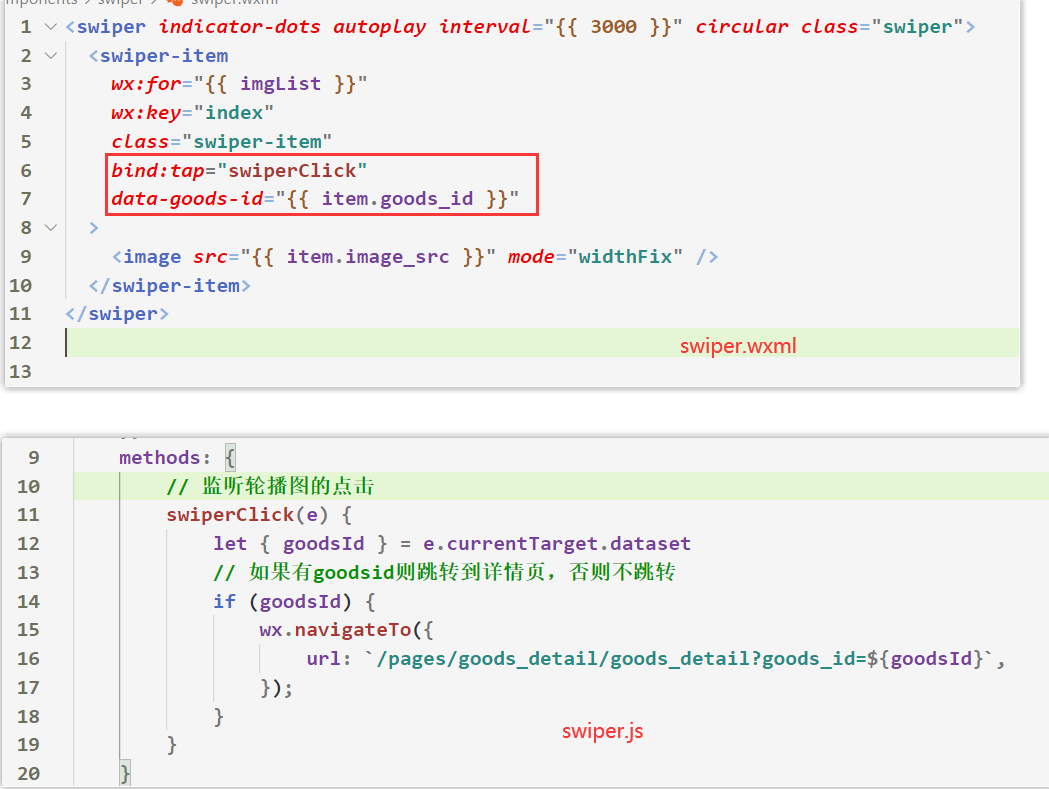 mponents > swiper > swiper.wxml
1 <swiper indicator-dots autoplay interval="{{ 3000 }}" circular class="swiper">
2 <swiper-item
3 wx:for="{{ imgList }}"
4 wx:key="index"
5 class="swiper-item"
6 bind:tap="swiperClick"
7 data-goods-id="{{ item.goods_id }}"
8 >
9 <image src="{{ item.image_src }}" mode="widthFix" />
10 </swiper-item>
11 </swiper>
12
swiper.wxml
13
9 methods: {
10 // 监听轮播图的点击
11 swiperClick(e) {
12 let { goodsId } = e.currentTarget.dataset
13 // 如果有goodsid则跳转到详情页，否则不跳转
14 if (goodsId) {
15 wx.navigateTo({
16 url: `/pages/goods_detail/goods_detail?goods_id=${goodsId}`,
17 });
18 }
swiper.js
19 }
20 }